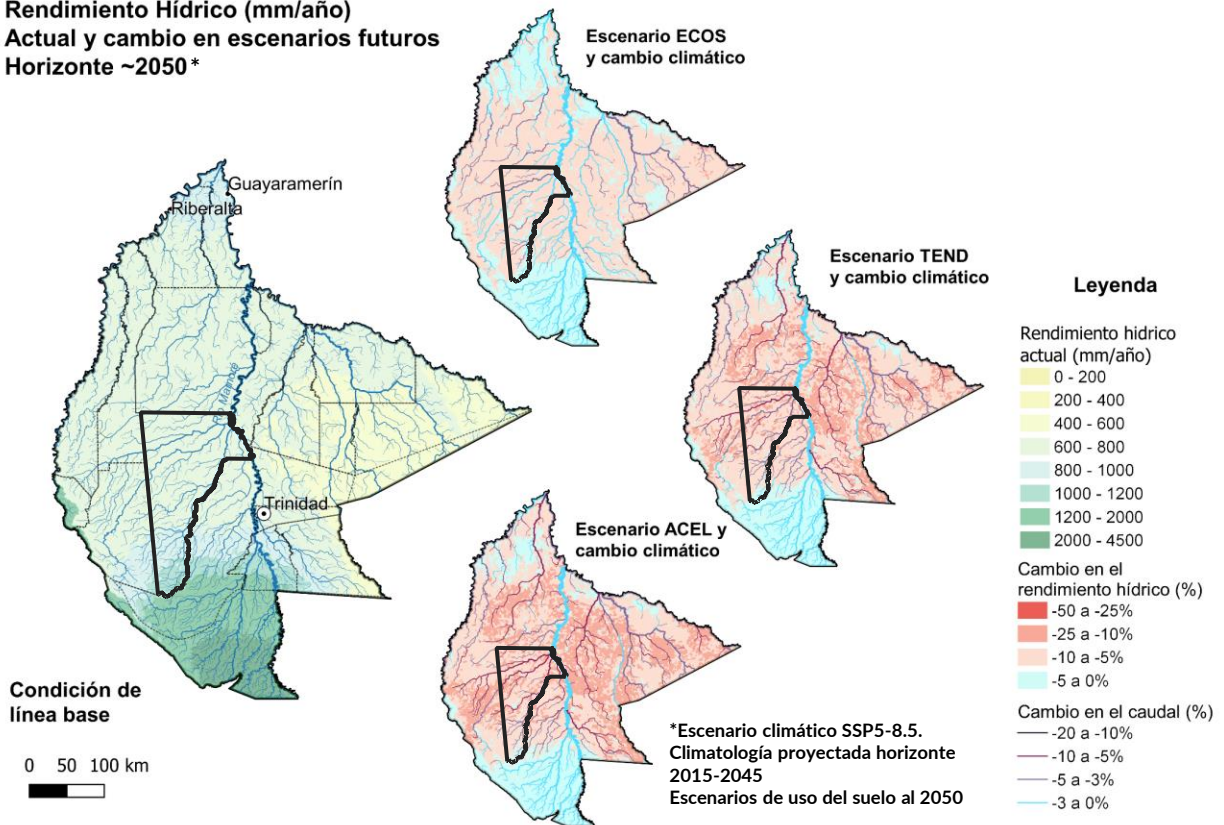 Rendimiento Hídrico (mm/año)
Actual y cambio en escenarios futuros
Horizonte ~2050*
Escenario ECOS
y cambio climático
Guayaramerín
Riberalta
Trinidad
Condición de
línea base
0 50 100 km
Escenario TEND
y cambio climático
Escenario ACEL y
cambio climático
*Escenario climático SSP5-8.5.
Climatología proyectada horizonte
2015-2045
Escenarios de uso del suelo al 2050
Leyenda
Rendimiento hidrico
actual (mm/año)
0 - 200
200 - 400
400 - 600
600 - 800
800 - 1000
1000 - 1200
1200 - 2000
2000 - 4500
Cambio en el
rendimiento hídrico (%)
-50 a -25%
-25 a -10%
-10 a -5%
-5 a 0%
Cambio en el caudal (%)
-20 a -10%
-10 a -5%
-5 a -3%
-3 a 0%